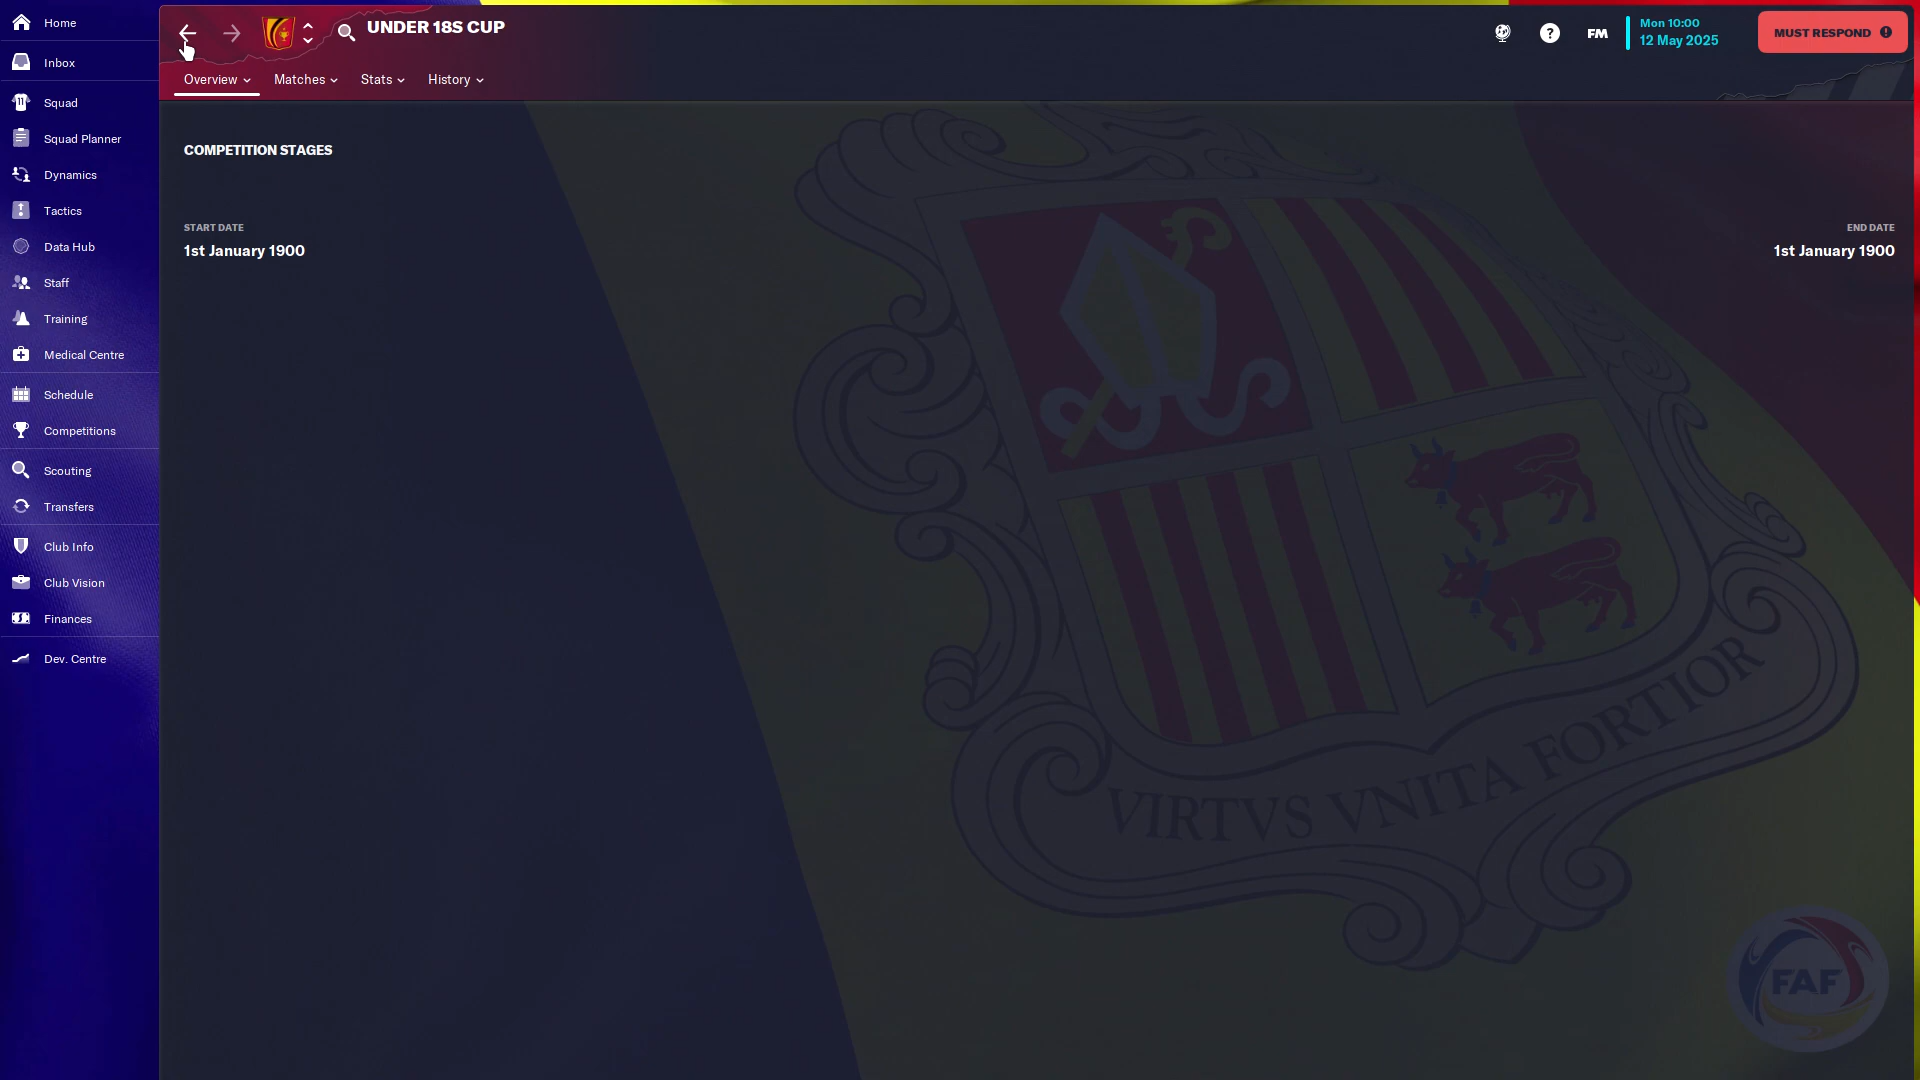 Home
Inbox
Squad
Squad Planner
Dynamics
Tactics
Data Hub
Staff
Training
Medical Centre
Schedule
Competitions
Scouting
Transfers
Club Info
Club Vision
Finances
Dev. Centre
UNDER 18S CUP
FM
Mon 10:00
12 May 2025
MUST RESPOND
Overview
Matches
Stats
History
COMPETITION STAGES
START DATE
1st January 1900
END DATE
1st January 1900
VIRTVS VNITA FORTIOR
FAF